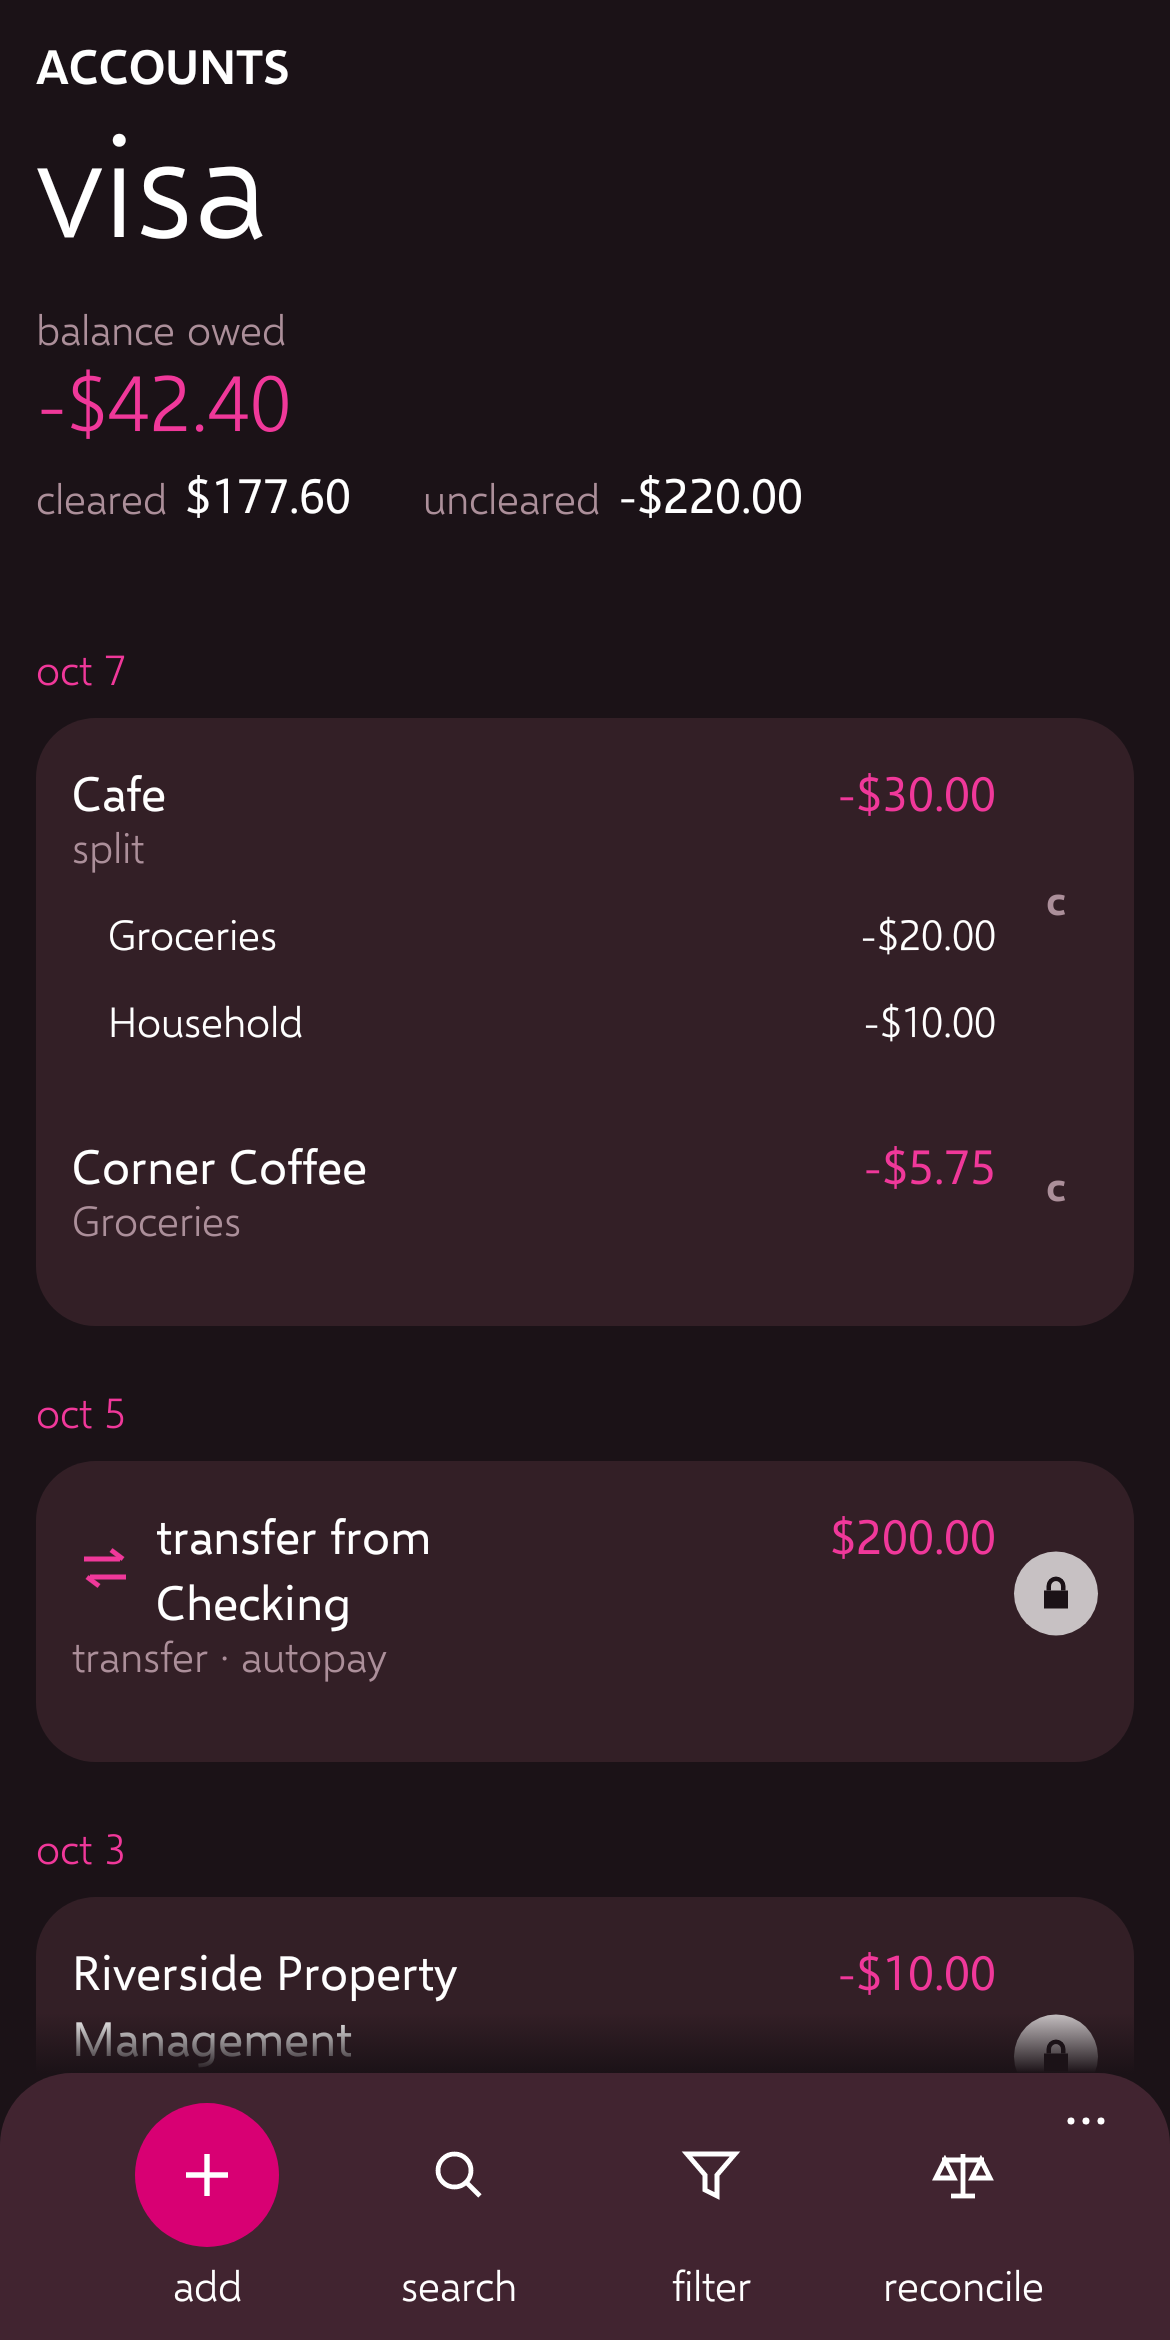 ACCOUNTS
visa
balance owed
-$42.40
cleared $177.60 uncleared -$220.00
oct 7
Cafe -$30.00
split
c
Groceries -$20.00
Household -$10.00
Corner Coffee -$5.75
c
Groceries
oct 5
transfer from $200.00
Checking
transfer · autopay
oct 3
Riverside Property -$10.00
Management
add search filter reconcile